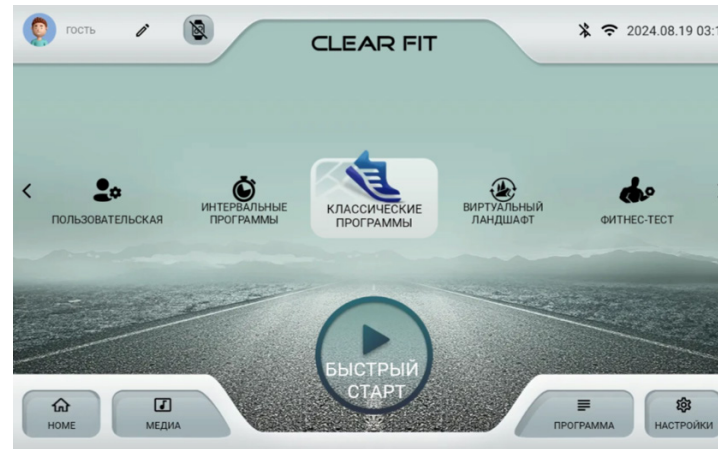 гость
CLEAR FIT
2024.08.19 03:1
ПОЛЬЗОВАТЕЛЬСКАЯ
ИНТЕРВАЛЬНЫЕ
ПРОГРАММЫ
КЛАССИЧЕСКИЕ
ПРОГРАММЫ
ВИРТУАЛЬНЫЙ
ЛАНДШАФТ
ФИТНЕС-ТЕСТ
БЫСТРЫЙ
СТАРТ
HOME
МЕДИА
ПРОГРАММА
НАСТРОЙКИ